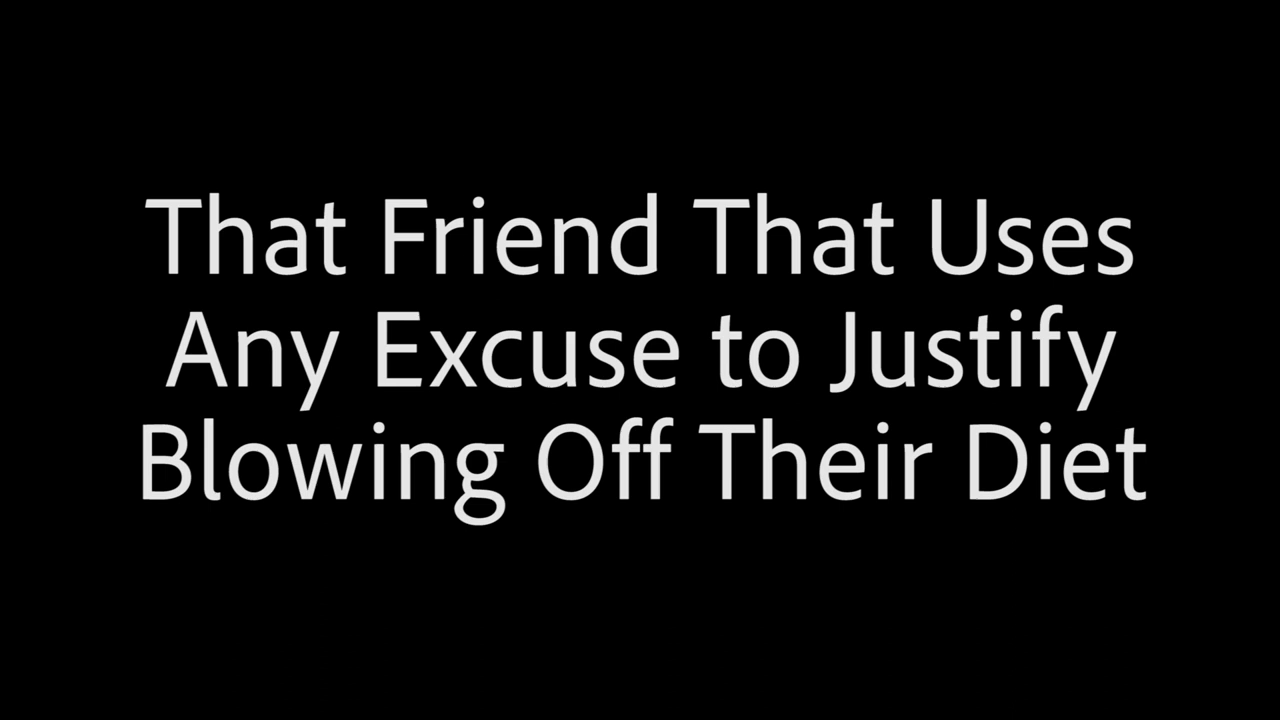 That Friend That Uses
Any Excuse to Justify
Blowing Off Their Diet